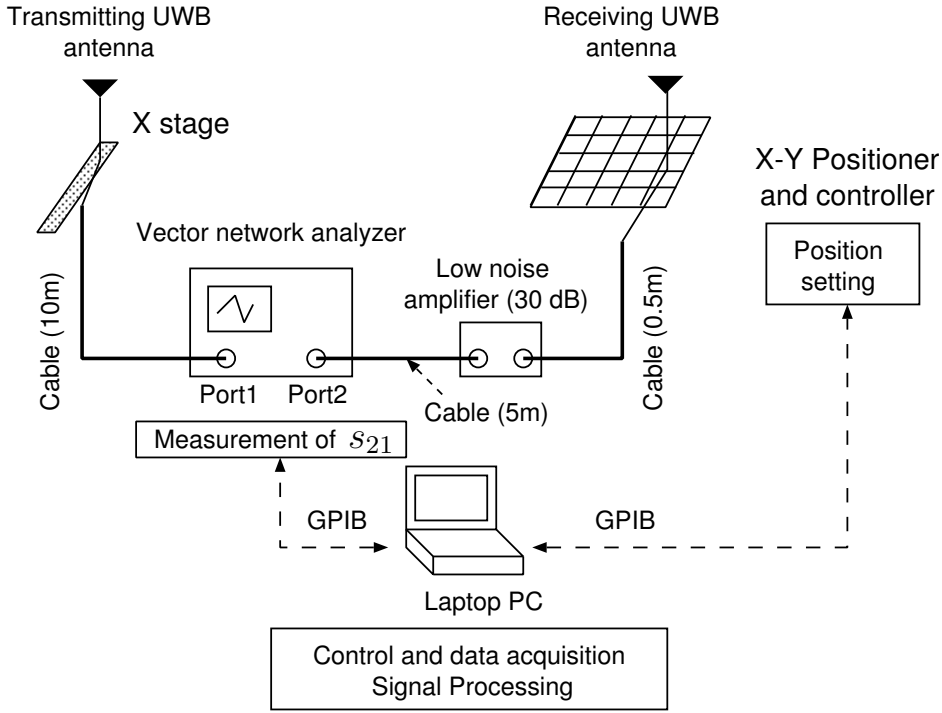 Transmitting UWB
antenna
Receiving UWB
antenna
X stage
X-Y Positioner
and controller
Vector network analyzer
Low noise
amplifier (30 dB)
Position
setting
Cable (10m)
Cable (0.5m)
Port1
Port2
Cable (5m)
Measurement of s21
GPIB
GPIB
Laptop PC
Control and data acquisition
Signal Processing